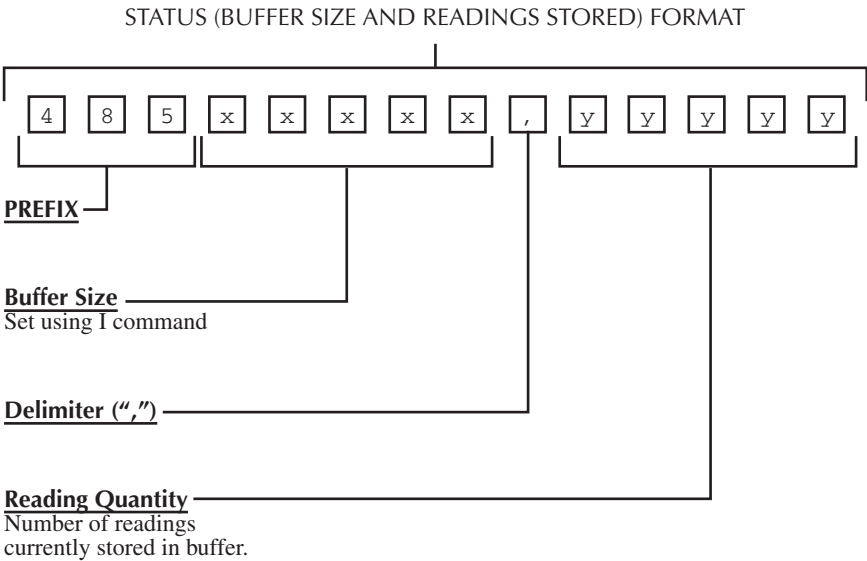 STATUS (BUFFER SIZE AND READINGS STORED) FORMAT
4 8 5 x x x x x , y y y y y
PREFIX
Buffer Size
Set using I command
Delimiter (“,”)
Reading Quantity
Number of readings
currently stored in buffer.